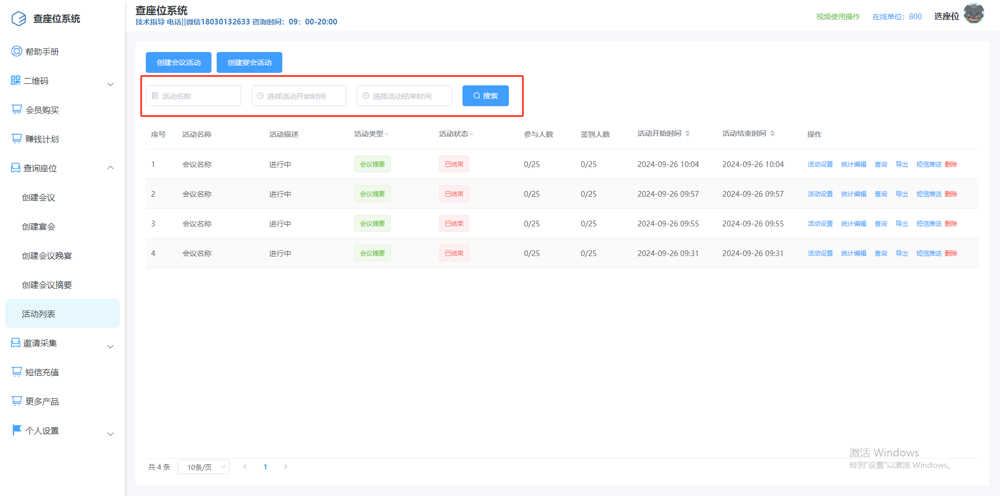 查座位系统
帮助手册
二维码
会员购买
赚钱计划
查询座位
创建会议
创建宴会
创建会议晚宴
创建会议摘要
活动列表
邀请采集
短信充值
更多产品
个人设置
查座位系统
技术指导 电话||微信18030132633 咨询时间：09：00-20:00
视频使用操作 在线单位：800 选座位
创建会议活动 创建宴会活动
活动名称 选择活动开始时间 选择活动结束时间 搜索
序号 活动名称 活动描述 活动类型 活动状态 参与人数 签到人数 活动开始时间 活动结束时间 操作
1 会议名称 进行中 会议摘要 已结束 0/25 0/25 2024-09-26 10:04 2024-09-26 10:04 活动设置 统计编辑 查询 导出 短信推送 删除
2 会议名称 进行中 会议摘要 已结束 0/25 0/25 2024-09-26 09:57 2024-09-26 09:57 活动设置 统计编辑 查询 导出 短信推送 删除
3 会议名称 进行中 会议摘要 已结束 0/25 0/25 2024-09-26 09:55 2024-09-26 09:55 活动设置 统计编辑 查询 导出 短信推送 删除
4 会议名称 进行中 会议摘要 已结束 0/25 0/25 2024-09-26 09:31 2024-09-26 09:31 活动设置 统计编辑 查询 导出 短信推送 删除
共 4 条 10条/页 1
激活 Windows
转到“设置”以激活 Windows。